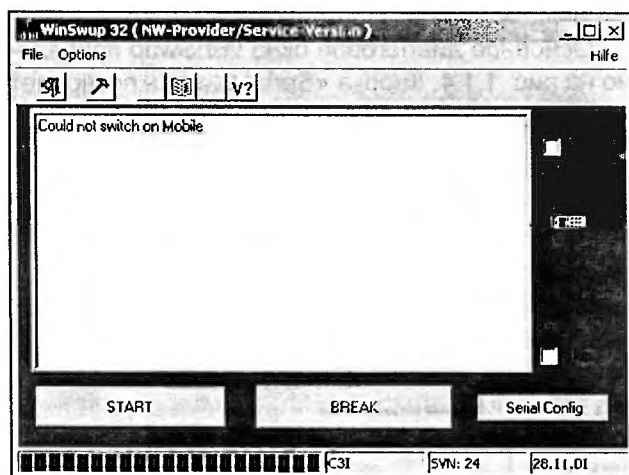 WinSwup 32 ( NW-Provider/Service-Version )
File Options Hilfe
V?
Could not switch on Mobile
START BREAK Serial Config
C3I SVN: 24 28.11.01